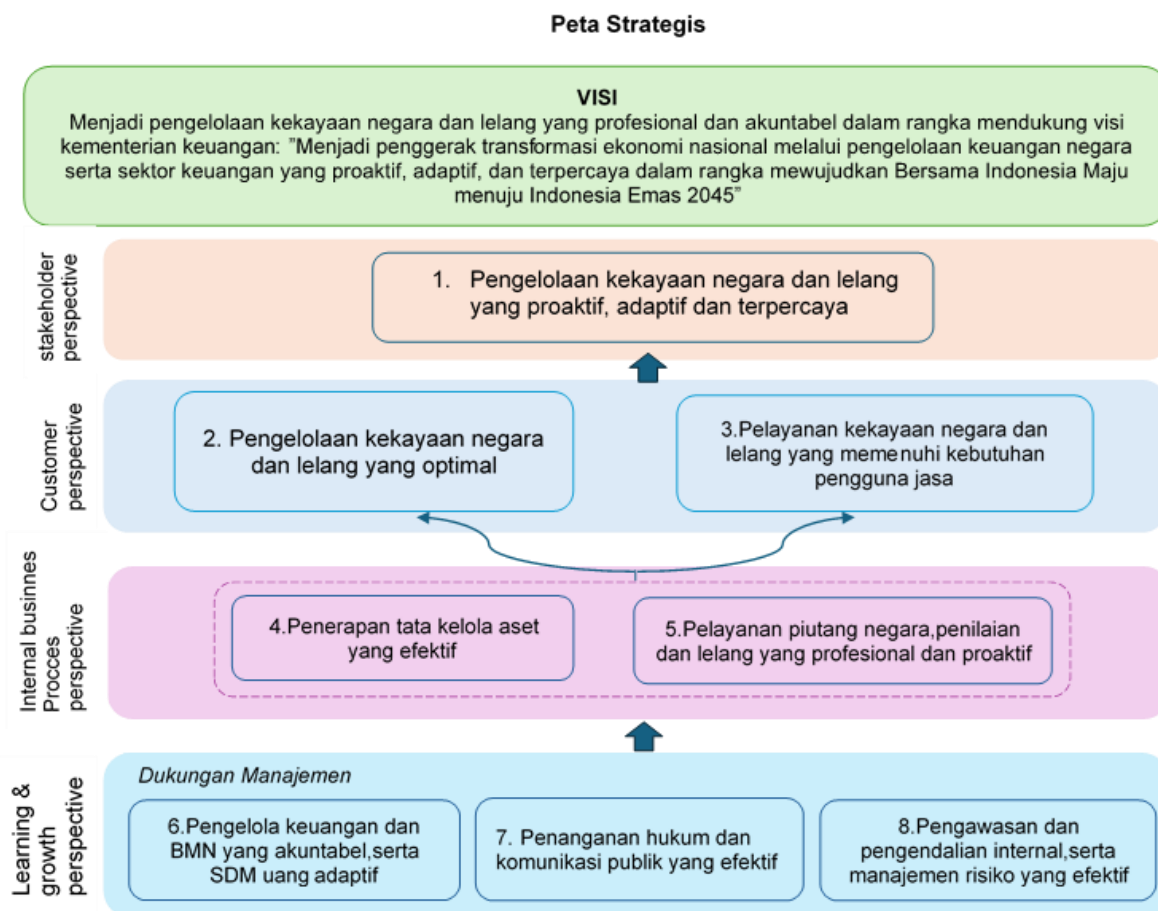 Peta Strategis
VISI
Menjadi pengelolaan kekayaan negara dan lelang yang profesional dan akuntabel dalam rangka mendukung visi
kementerian keuangan: ”Menjadi penggerak transformasi ekonomi nasional melalui pengelolaan keuangan negara
serta sektor keuangan yang proaktif, adaptif, dan terpercaya dalam rangka mewujudkan Bersama Indonesia Maju
menuju Indonesia Emas 2045”
stakeholder
perspective
1. Pengelolaan kekayaan negara dan lelang
yang proaktif, adaptif dan terpercaya
Customer
perspective
2. Pengelolaan kekayaan negara
dan lelang yang optimal
3.Pelayanan kekayaan negara dan
lelang yang memenuhi kebutuhan
pengguna jasa
Internal businnes
Procces
perspective
4.Penerapan tata kelola aset
yang efektif
5.Pelayanan piutang negara,penilaian
dan lelang yang profesional dan proaktif
Learning &
growth
perspective
Dukungan Manajemen
6.Pengelola keuangan dan
BMN yang akuntabel,serta
SDM uang adaptif
7. Penanganan hukum dan
komunikasi publik yang efektif
8.Pengawasan dan
pengendalian internal,serta
manajemen risiko yang efektif